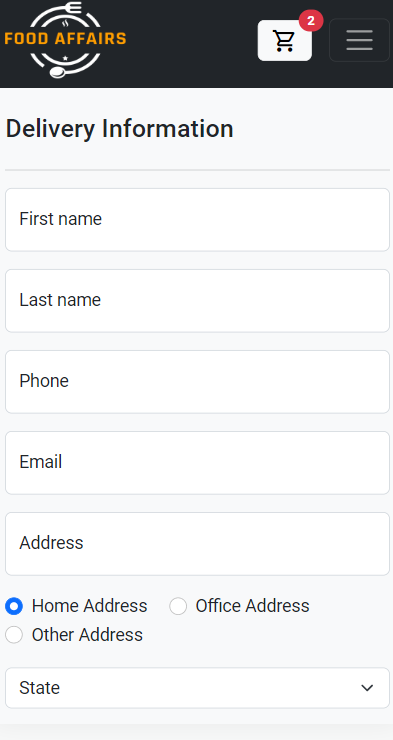 FOOD AFFAIRS
2
Delivery Information
First name
Last name
Phone
Email
Address
Home Address Office Address
Other Address
State